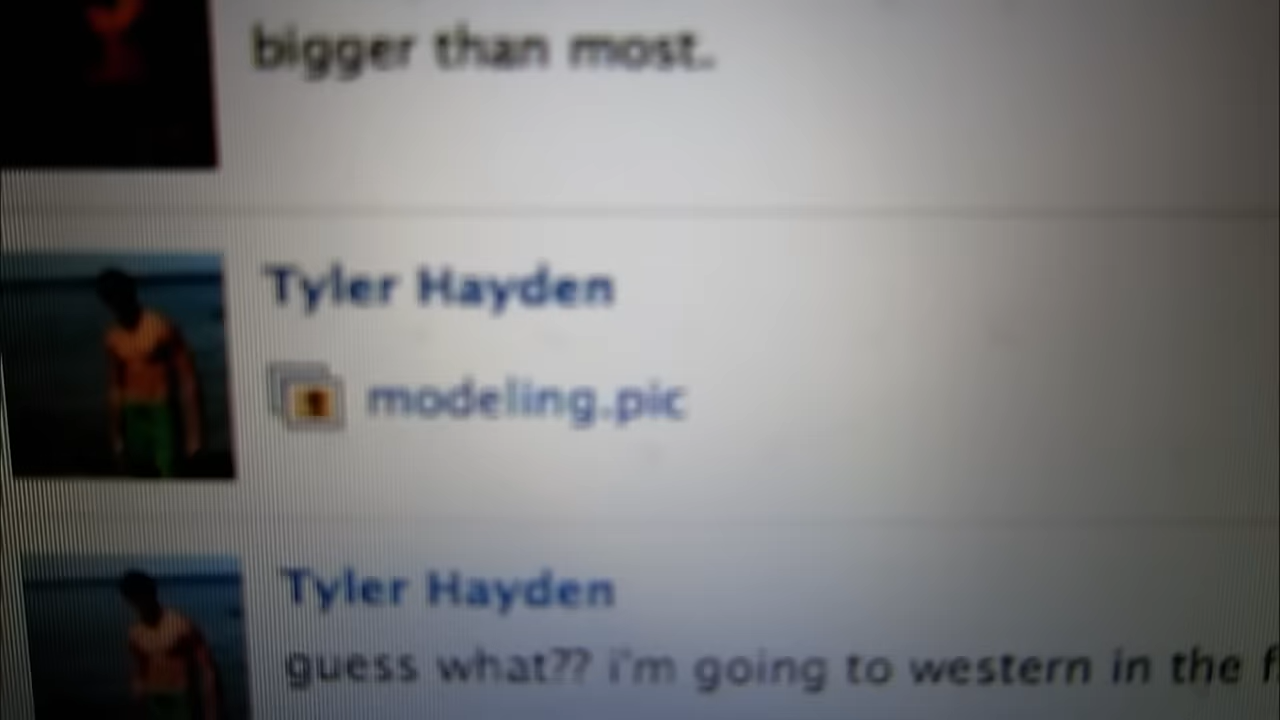 bigger than most.
Tyler Hayden
modeling.pic
Tyler Hayden
guess what?? i'm going to western in the